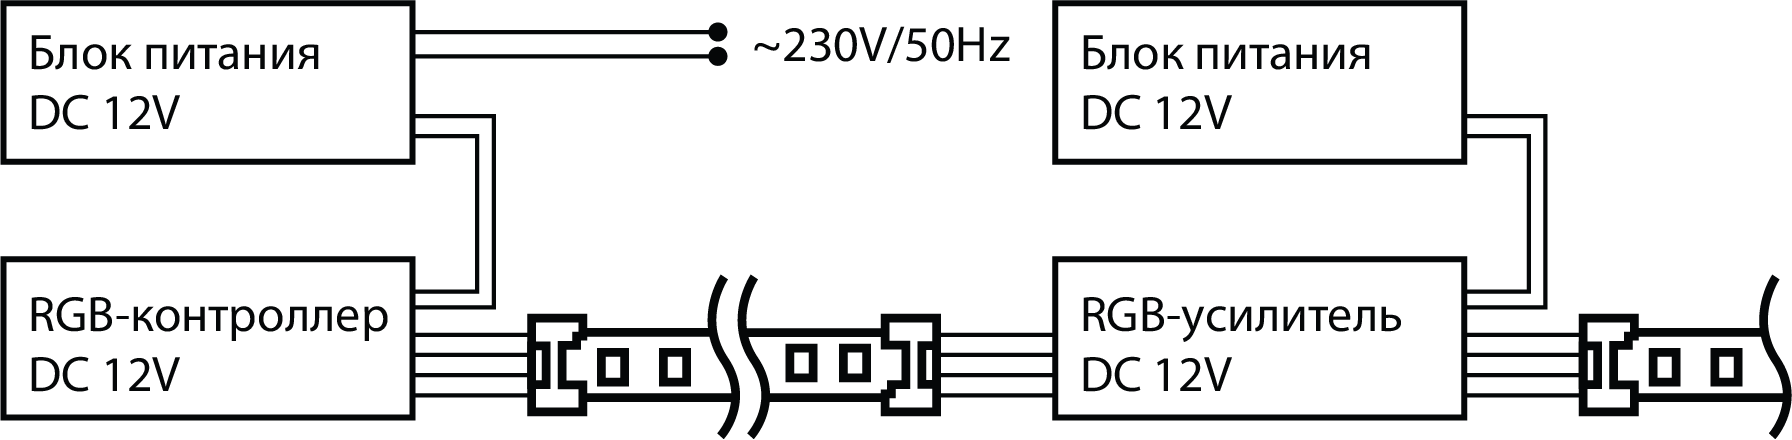 Блок питания
DC 12V
~230V/50Hz
Блок питания
DC 12V
RGB-контроллер
DC 12V
RGB-усилитель
DC 12V